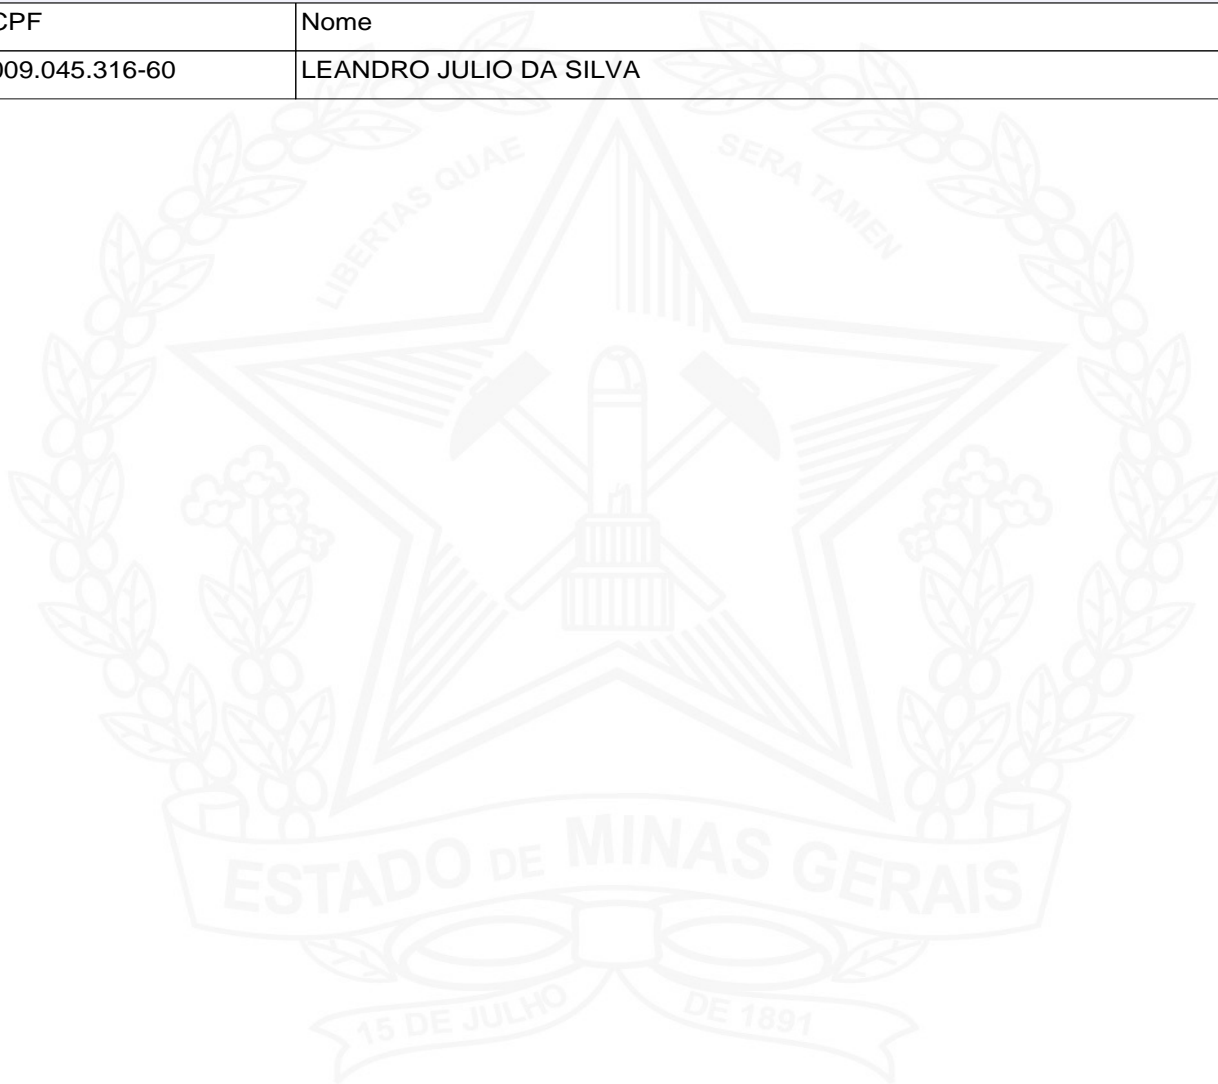 CPF Nome
009.045.316-60 LEANDRO JULIO DA SILVA
LIBERTAS QUAE SERA TAMEN
ESTADO DE MINAS GERAIS
15 DE JULHO DE 1891